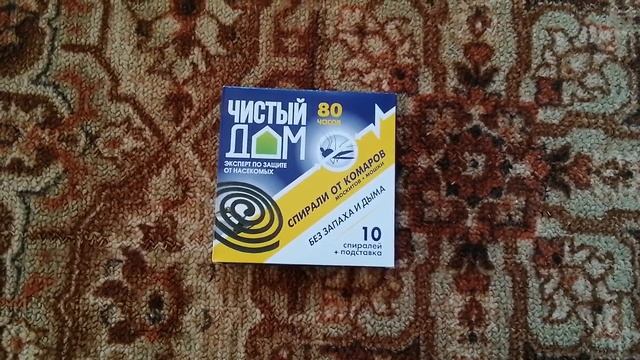 ЧИСТЫЙ
ДОМ
80
часов
ЭКСПЕРТ ПО ЗАЩИТЕ
ОТ НАСЕКОМЫХ
СПИРАЛИ ОТ КОМАРОВ
МОСКИТОВ • МОШКИ
БЕЗ ЗАПАХА И ДЫМА
10
спиралей
+ подставка